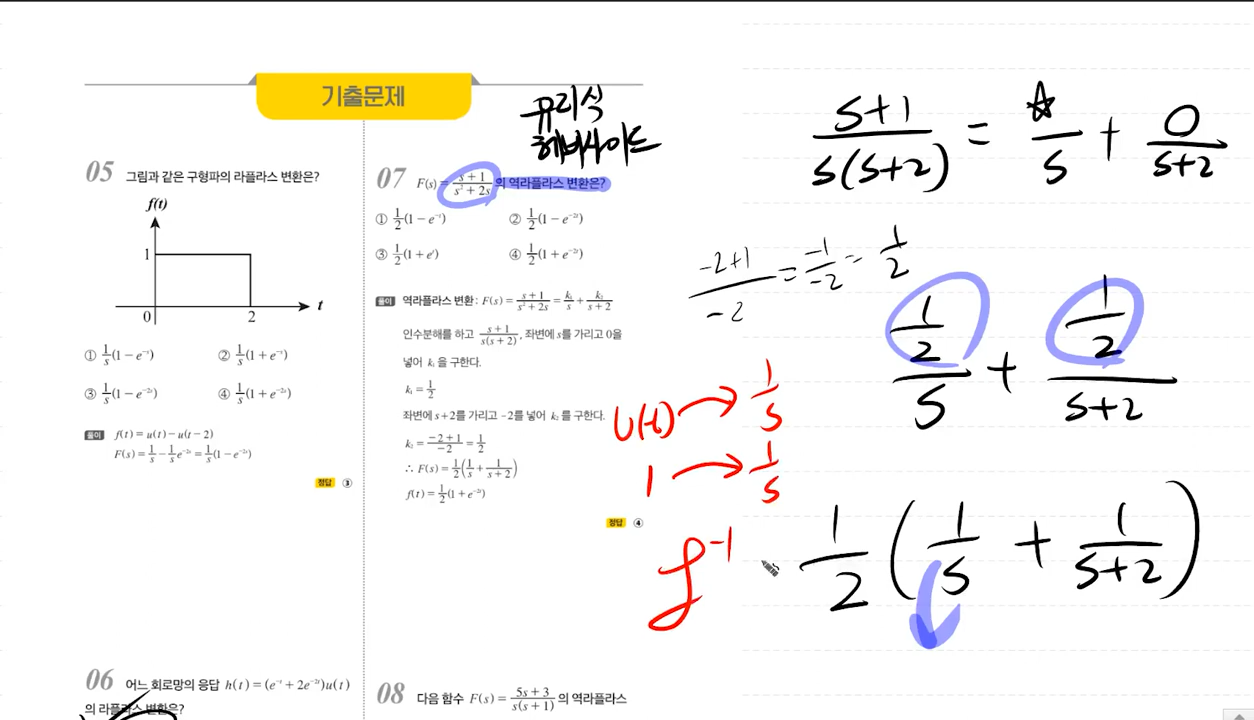 기출문제
05 그림과 같은 구형파의 라플라스 변환은?
f(t)
1
0
2
t
① 1/s(1−e⁻ᵗ) ② 1/s(1+e⁻ᵗ)
③ 1/s(1−e⁻²ˢ) ④ 1/s(1+e⁻²ˢ)
풀이 f(t)=u(t)−u(t−2)
F(s)=1/s−1/s e⁻²ˢ=1/s(1−e⁻²ˢ)
정답 ③
06 어느 회로망의 응답 h(t)=(e⁻ᵗ+2e⁻²ᵗ)u(t)
의 라플라스 변환은?
유리식
헤비사이드
07 F(s)=(s+1)/(s²+2s)의 역라플라스 변환은?
① 1/2(1−e⁻ᵗ) ② 1/2(1−e⁻²ᵗ)
③ 1/2(1+eᵗ) ④ 1/2(1+e⁻²ᵗ)
풀이 역라플라스 변환: F(s)=(s+1)/(s²+2s)=k₁/s+k₂/(s+2)
인수분해를 하고 (s+1)/(s(s+2)), 좌변에 s를 가리고 0을
넣어 k₁을 구한다.
k₁=1/2
좌변에 s+2를 가리고 −2를 넣어 k₂를 구한다.
k₂=(−2+1)/−2=1/2
∴ F(s)=1/2(1/s+1/(s+2))
f(t)=1/2(1+e⁻²ᵗ)
정답 ④
08 다음 함수 F(s)=(5s+3)/(s(s+1))의 역라플라스
(s+1)/(s(s+2)) = ☆/s + 0/(s+2)
(−2+1)/−2 = −1/−2 = 1/2
(1/2)/s + (1/2)/(s+2)
u(t) → 1/s
1 → 1/s
ℒ⁻¹ 1/2(1/s + 1/(s+2))